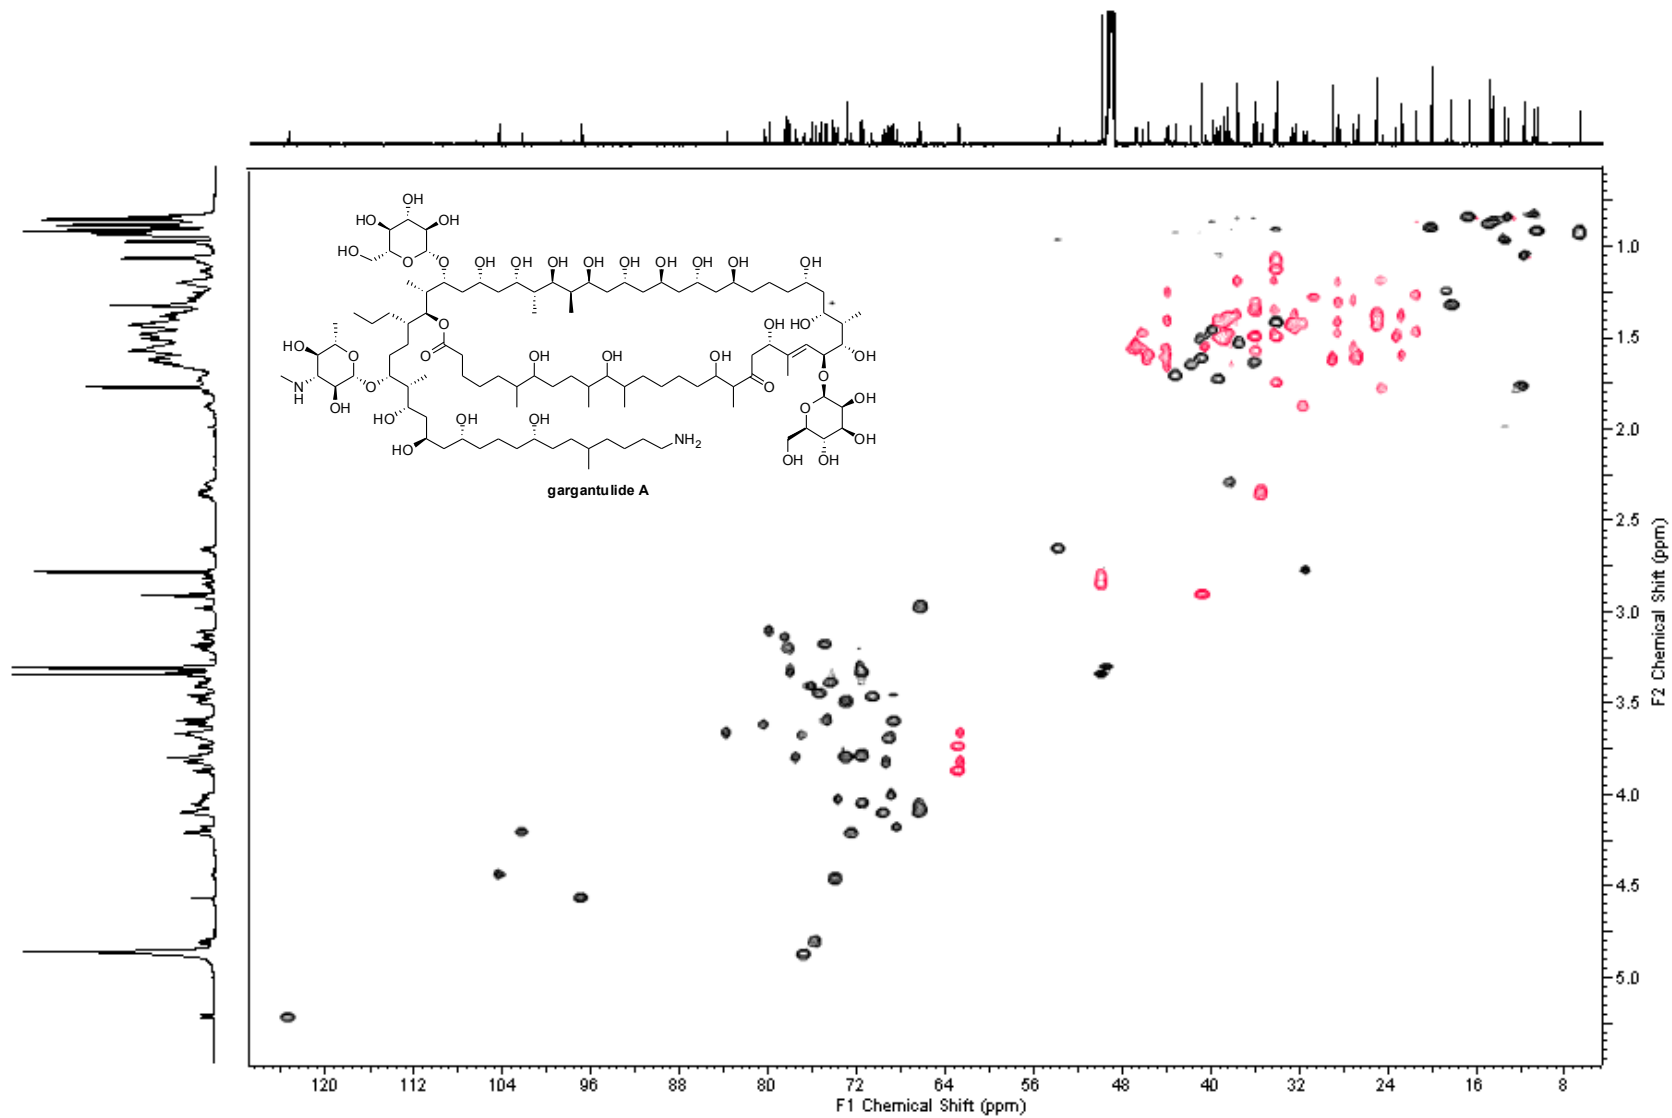 OH
HO OH
HO O O OH OH OH OH OH OH OH OH OH
O HO OH
HO O O OH OH OH OH
N O O O
H
OH O OH
HO OH OH
HO NH2 OH
OH OH
gargantulide A
1.0
1.5
2.0
2.5
3.0
3.5
4.0
4.5
5.0
F2 Chemical Shift (ppm)
120 112 104 96 88 80 72 64 56 48 40 32 24 16 8
F1 Chemical Shift (ppm)